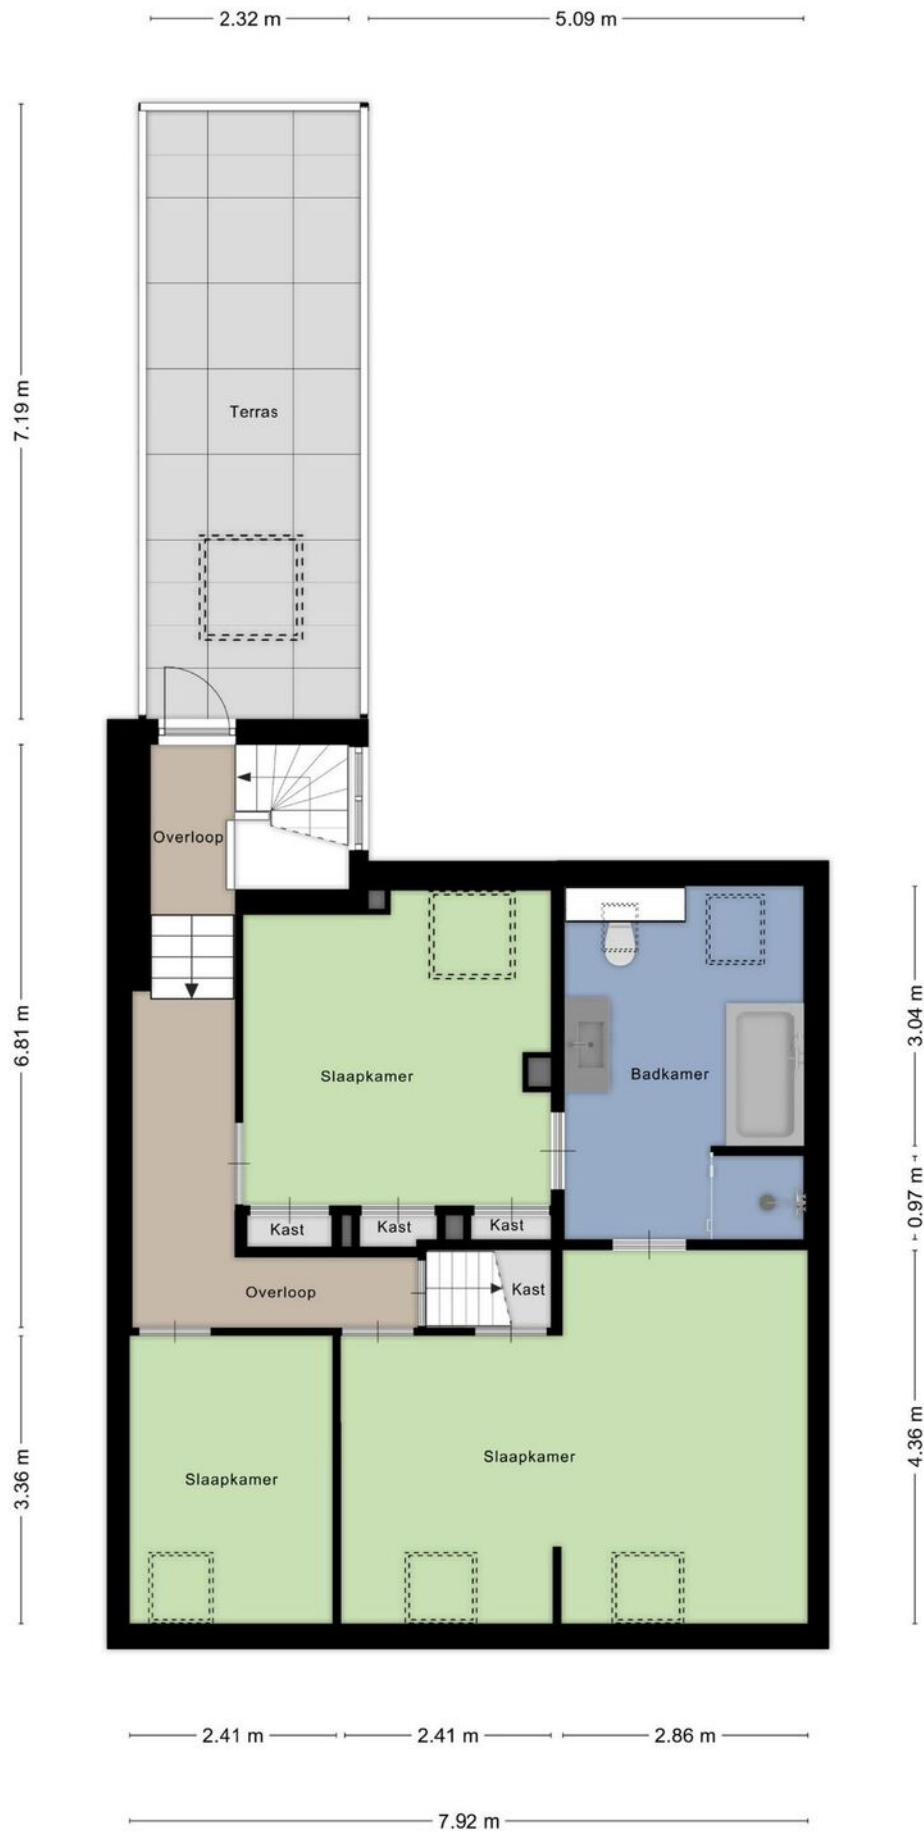 2.32 m
5.09 m
7.19 m
Terras
Overloop
6.81 m
3.04 m
Slaapkamer
Badkamer
0.97 m
Kast
Kast
Kast
Overloop
Kast
4.36 m
Slaapkamer
Slaapkamer
3.36 m
2.41 m
2.41 m
2.86 m
7.92 m